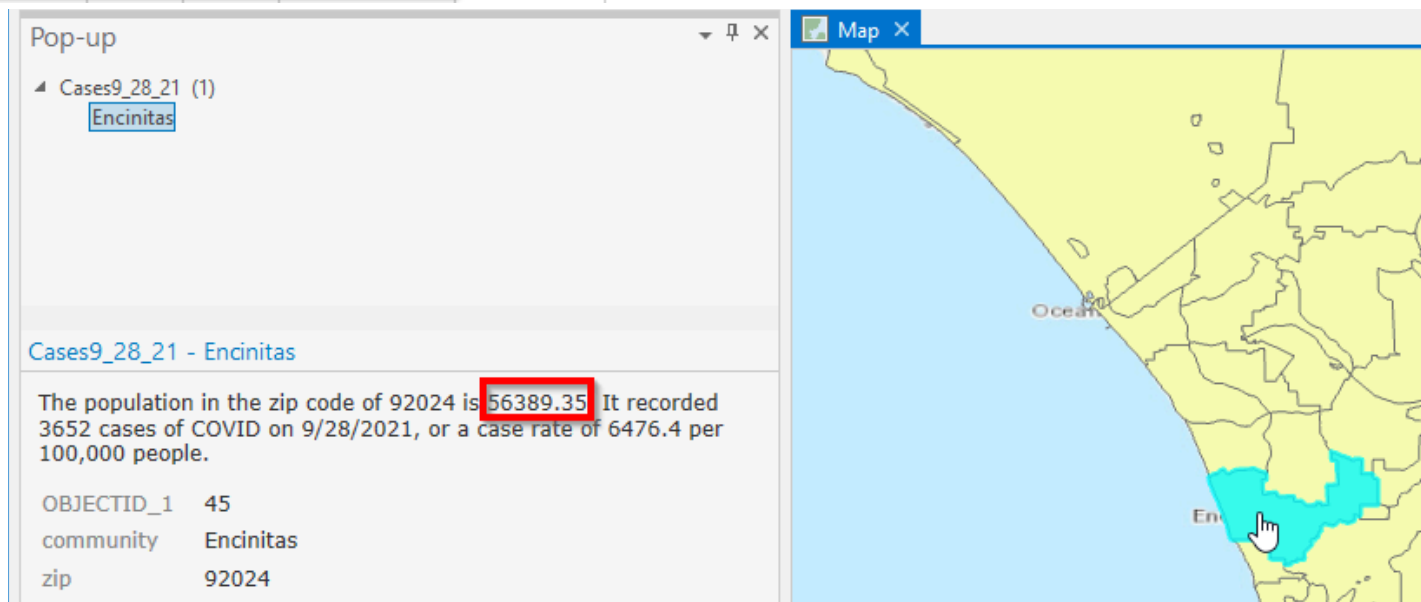 Pop-up
Map
Cases9_28_21 (1)
Encinitas
Cases9_28_21 - Encinitas
The population in the zip code of 92024 is 56389.35. It recorded
3652 cases of COVID on 9/28/2021, or a case rate of 6476.4 per
100,000 people.
OBJECTID_1 45
community Encinitas
zip 92024
Ocean
En